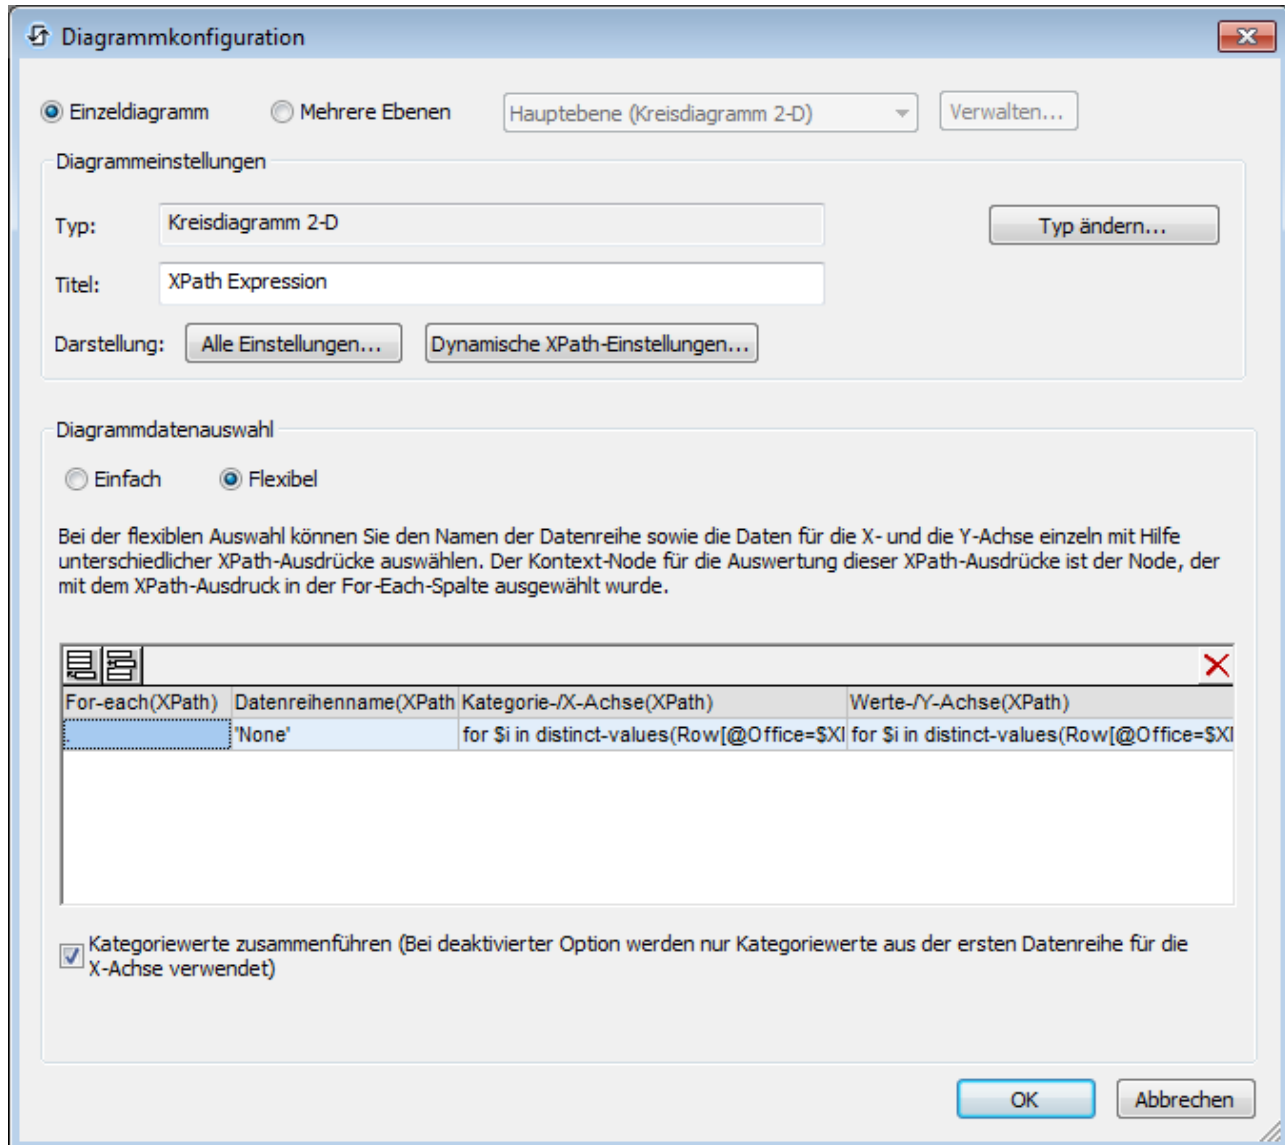 Diagrammkonfiguration
Einzeldiagramm Mehrere Ebenen Hauptebene (Kreisdiagramm 2-D) Verwalten...
Diagrammeinstellungen
Typ: Kreisdiagramm 2-D Typ ändern...
Titel: XPath Expression
Darstellung: Alle Einstellungen... Dynamische XPath-Einstellungen...
Diagrammdatenauswahl
Einfach Flexibel
Bei der flexiblen Auswahl können Sie den Namen der Datenreihe sowie die Daten für die X- und die Y-Achse einzeln mit Hilfe
unterschiedlicher XPath-Ausdrücke auswählen. Der Kontext-Node für die Auswertung dieser XPath-Ausdrücke ist der Node, der
mit dem XPath-Ausdruck in der For-Each-Spalte ausgewählt wurde.
For-each(XPath) Datenreihenname(XPath Kategorie-/X-Achse(XPath) Werte-/Y-Achse(XPath)
. 'None' for $i in distinct-values(Row[@Office=$XI for $i in distinct-values(Row[@Office=$XI
Kategoriewerte zusammenführen (Bei deaktivierter Option werden nur Kategoriewerte aus der ersten Datenreihe für die
X-Achse verwendet)
OK Abbrechen